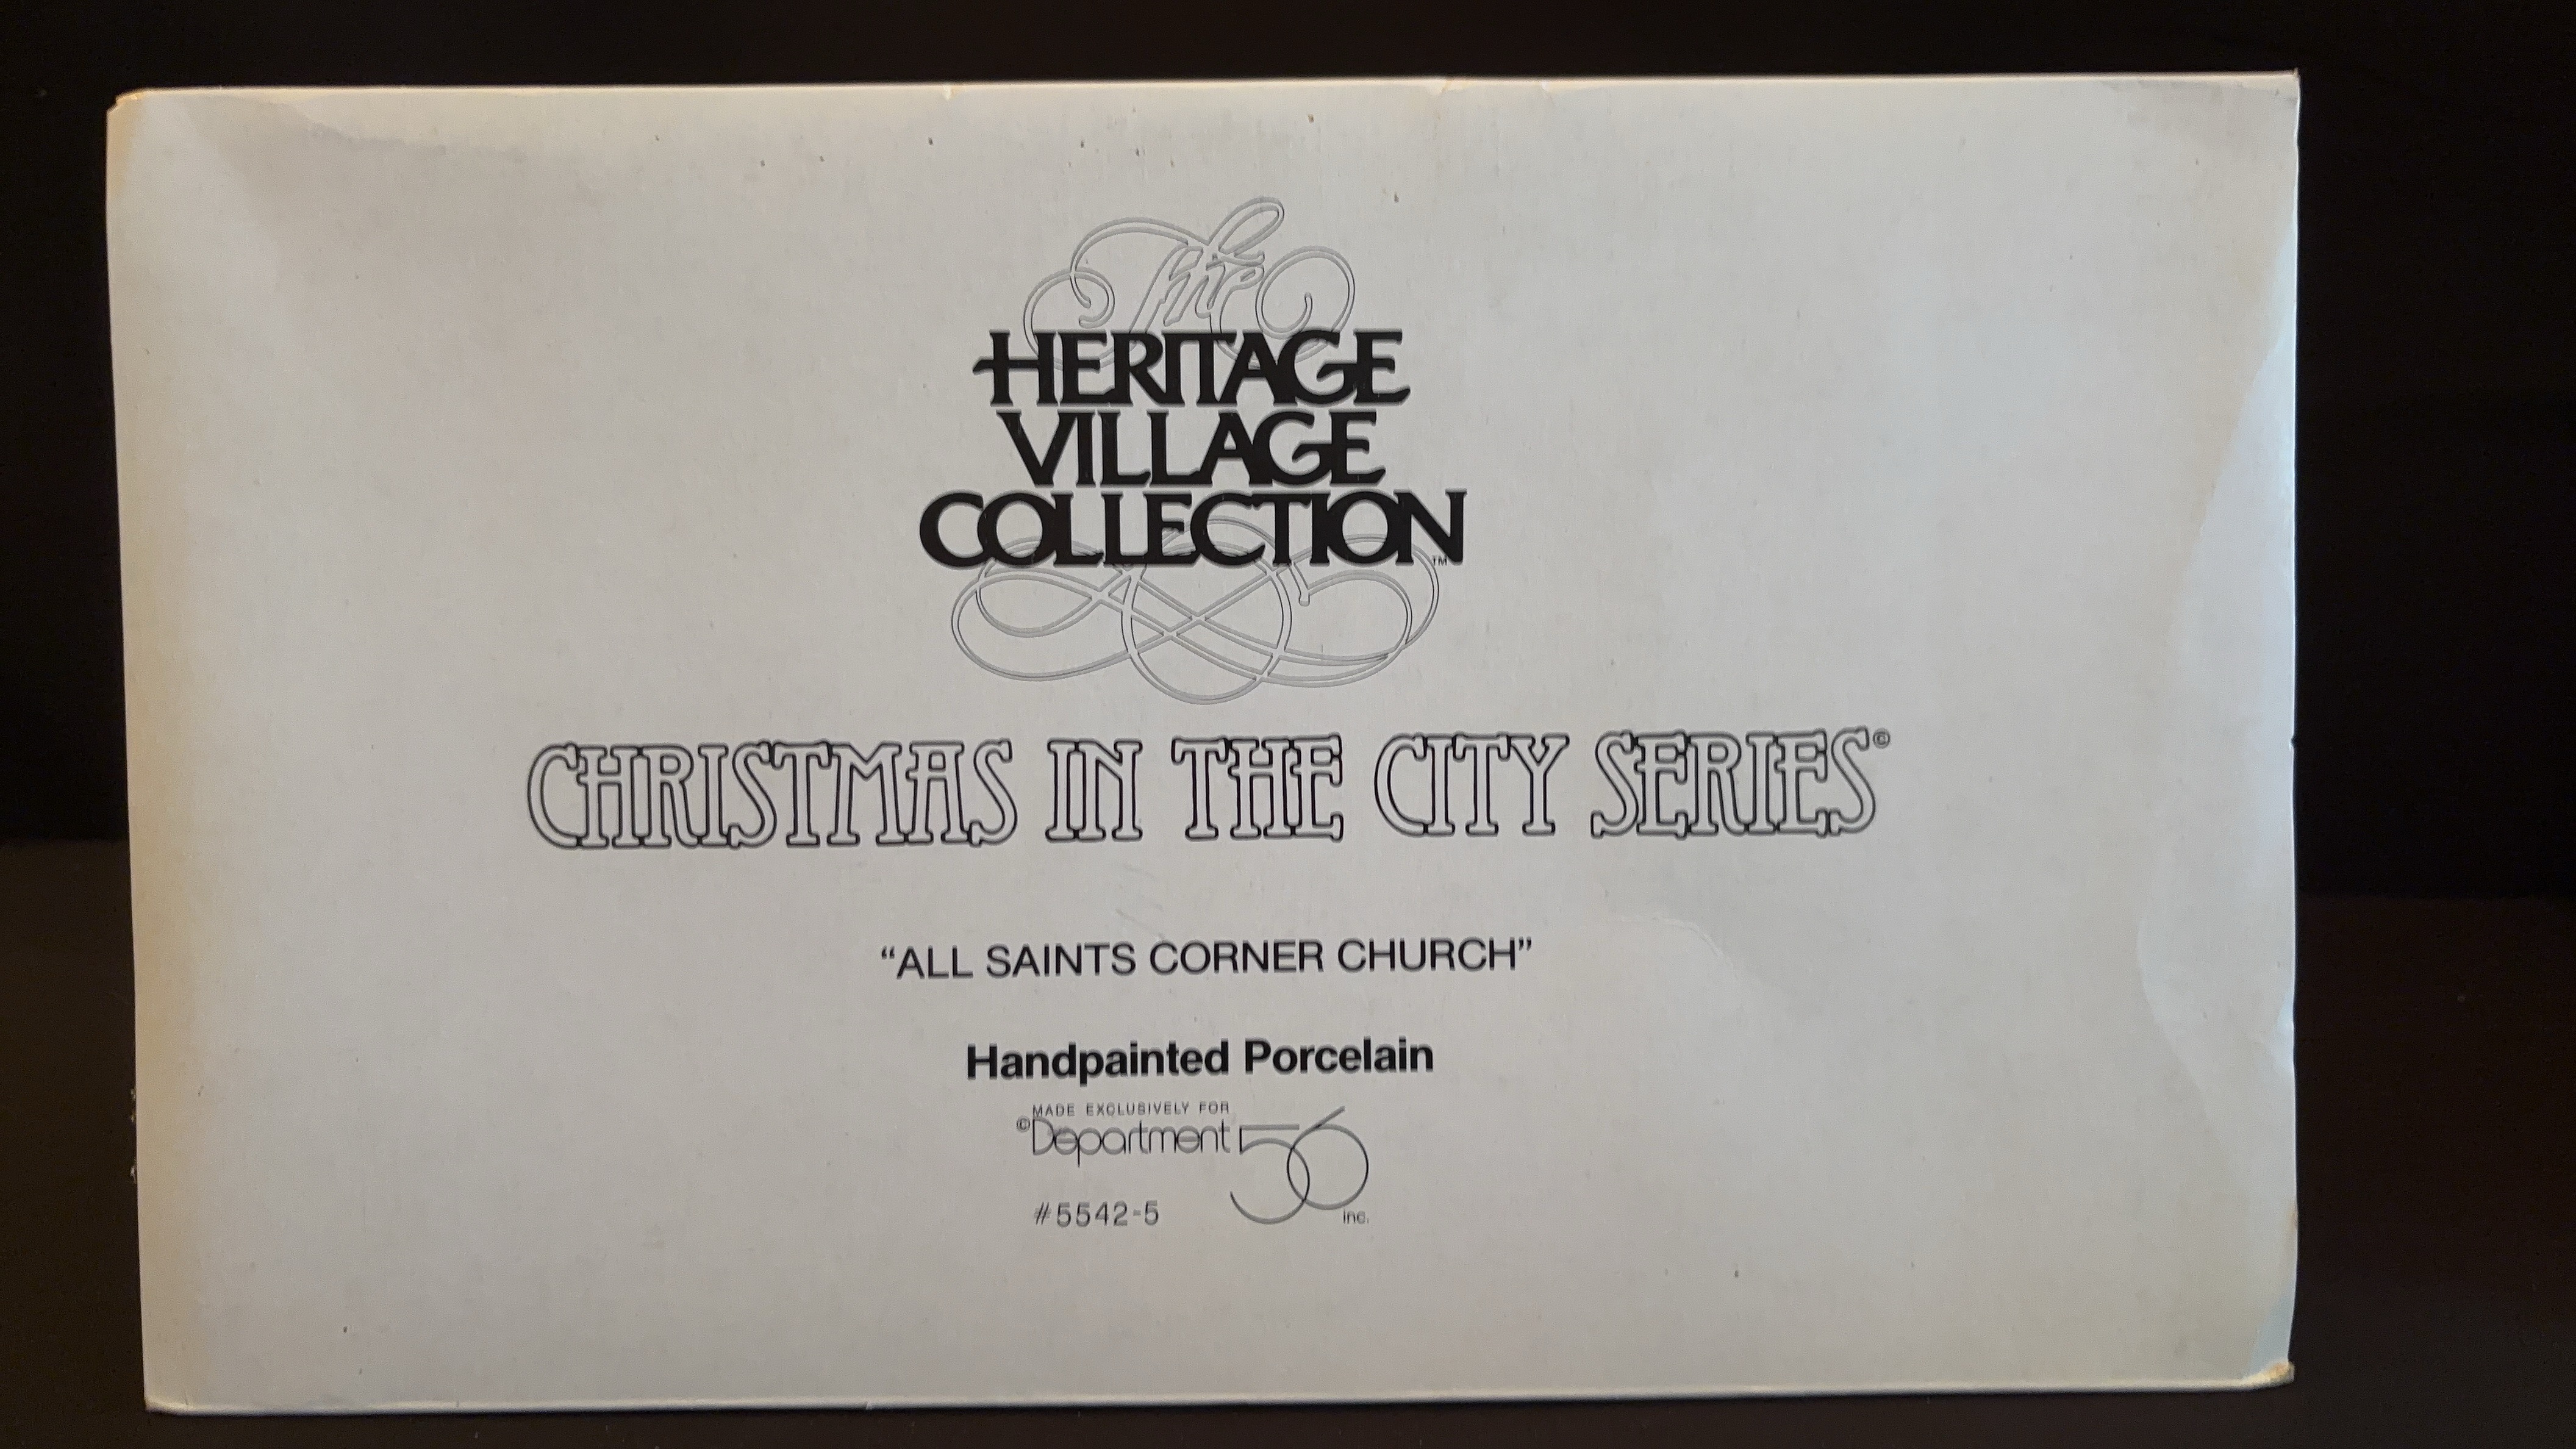 The
HERITAGE
VILLAGE
COLLECTION™
CHRISTMAS IN THE CITY SERIES©
“ALL SAINTS CORNER CHURCH”
Handpainted Porcelain
MADE EXCLUSIVELY FOR
©Department 56
#5542-5 inc.